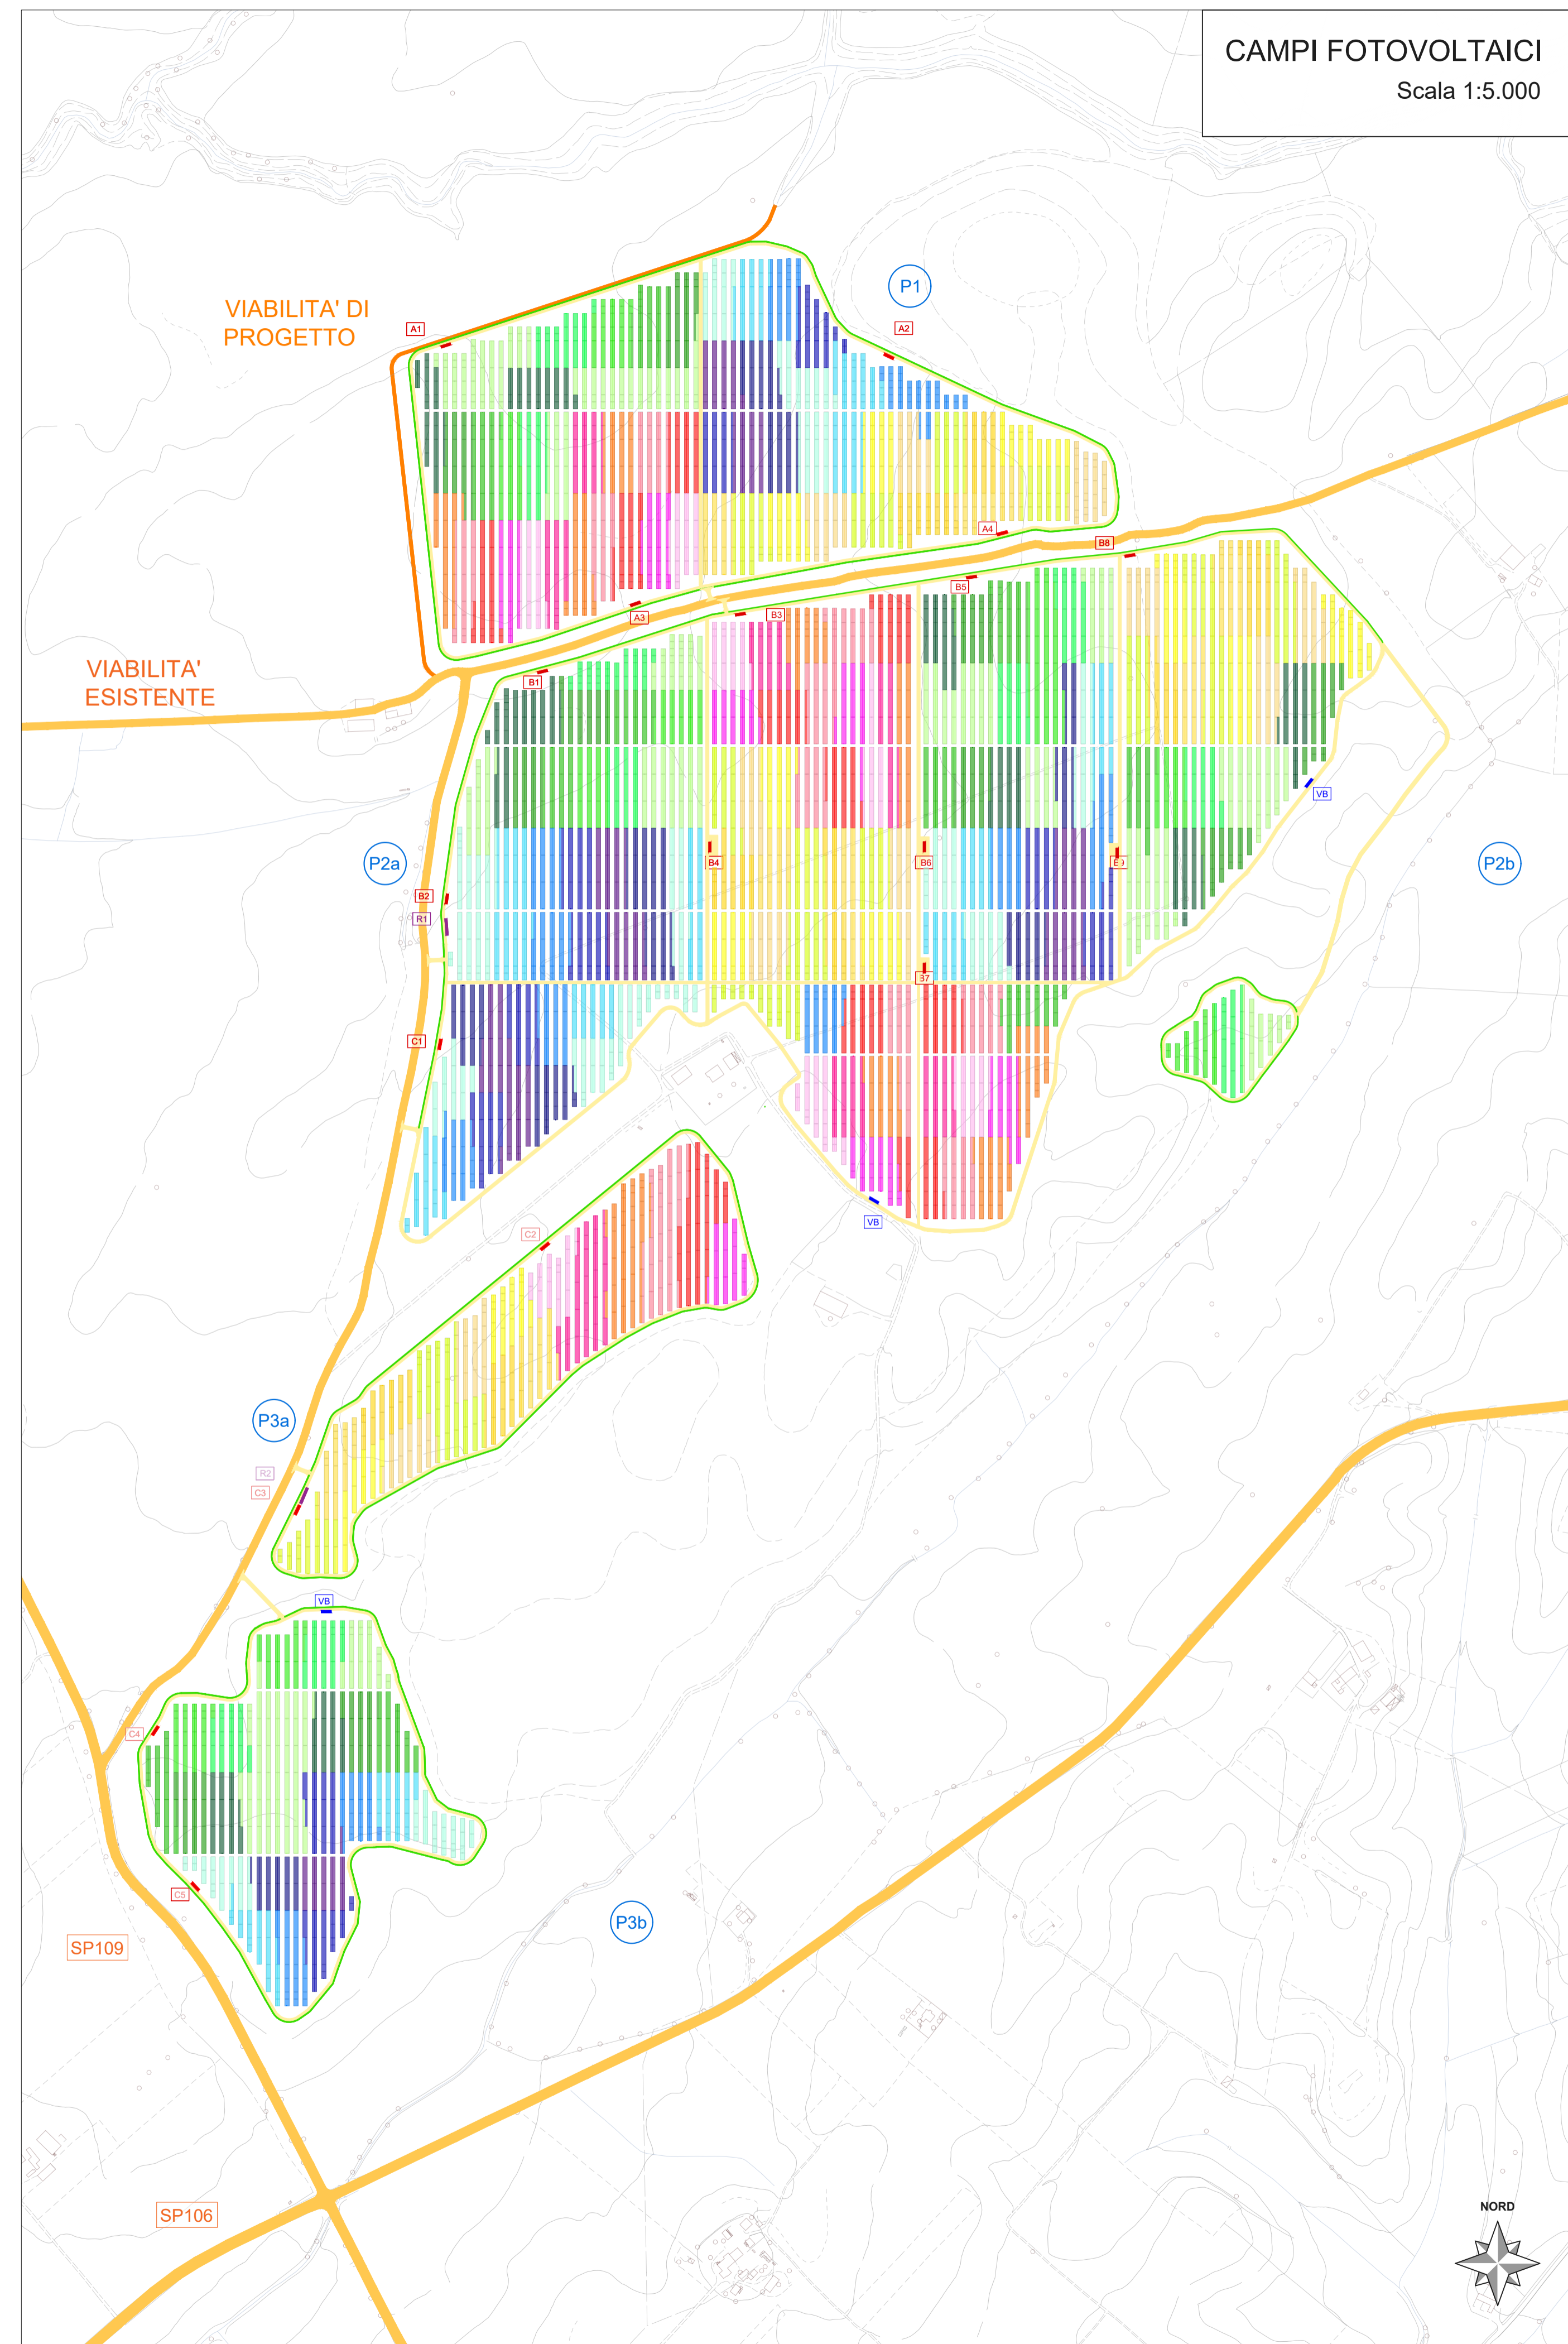 CAMPI FOTOVOLTAICI
Scala 1:5.000
P1
VIABILITA' DI
PROGETTO
A1
A2
A4
B8
B5
A3
B3
VIABILITA'
ESISTENTE
B1
VB
P2a
B4
B6
P2b
B2
R1
B7
C1
VB
C2
P3a
R2
C3
VB
C4
C5
P3b
SP109
SP106
NORD